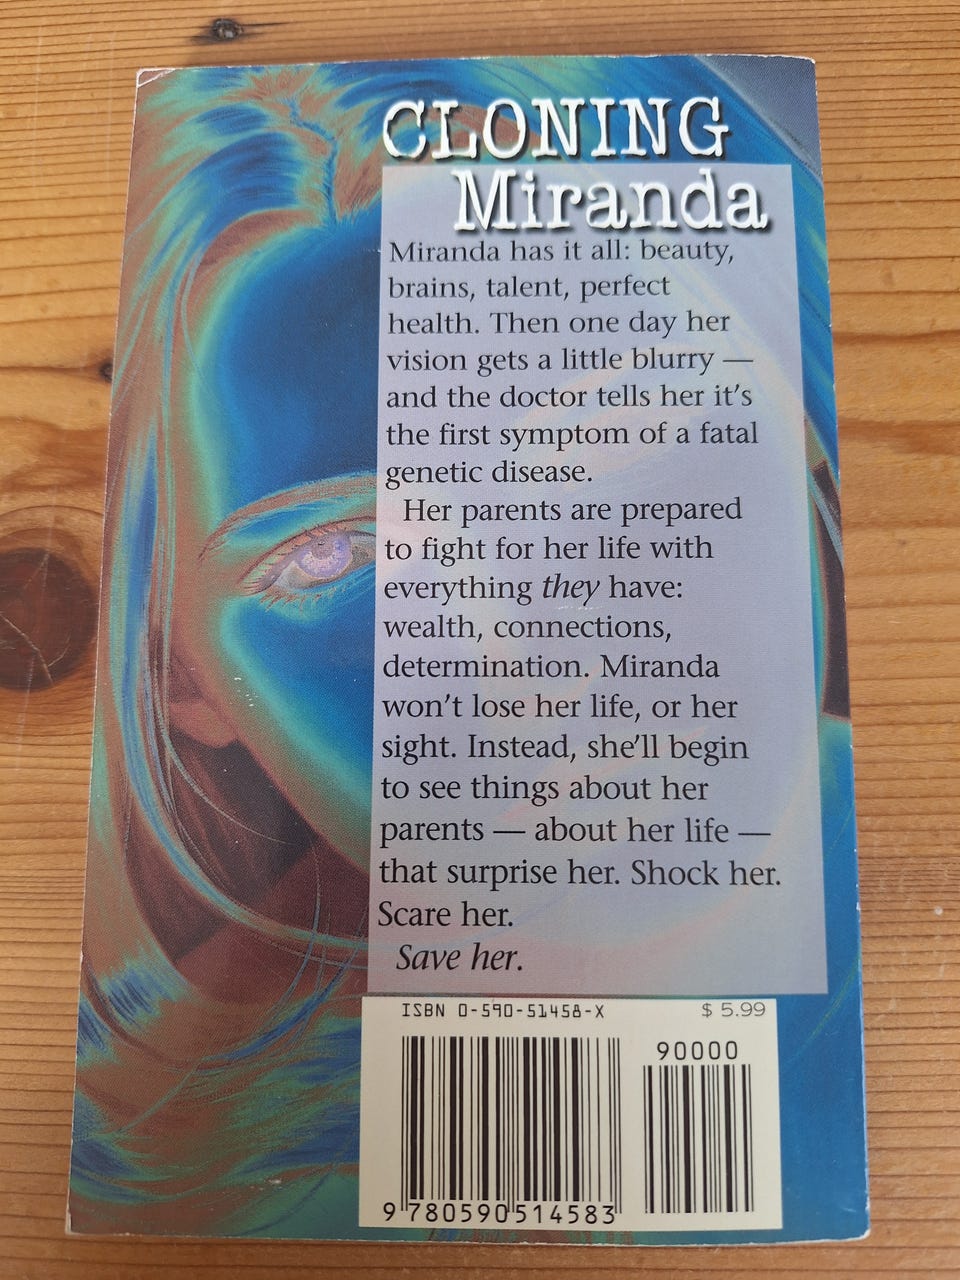 CLONING
Miranda
Miranda has it all: beauty,
brains, talent, perfect
health. Then one day her
vision gets a little blurry —
and the doctor tells her it's
the first symptom of a fatal
genetic disease.
Her parents are prepared
to fight for her life with
everything they have:
wealth, connections,
determination. Miranda
won't lose her life, or her
sight. Instead, she'll begin
to see things about her
parents — about her life —
that surprise her. Shock her.
Scare her.
Save her.
ISBN 0-590-51458-X $ 5.99
90000
9 780590 514583